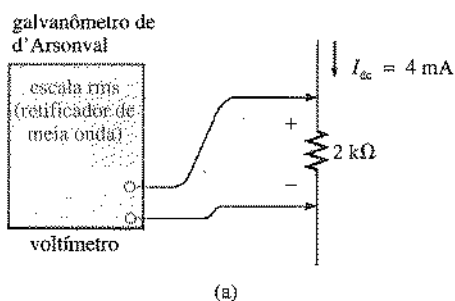 galvanômetro de
d'Arsonval
escala rms
(retificador de
meia onda)
voltímetro
I_dc = 4 mA
+
2 kΩ
−
(a)